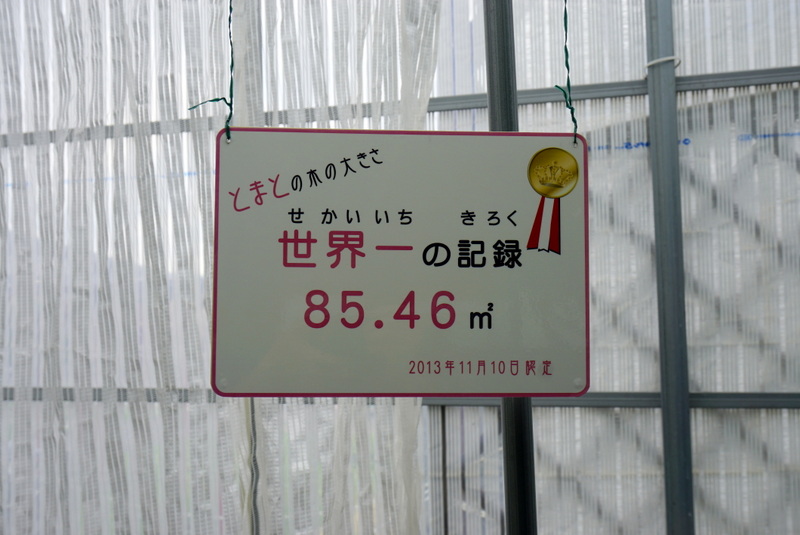 とまとの木の大きさ
せかいいち きろく
世界一の記録
85.46㎡
2013年11月10日認定